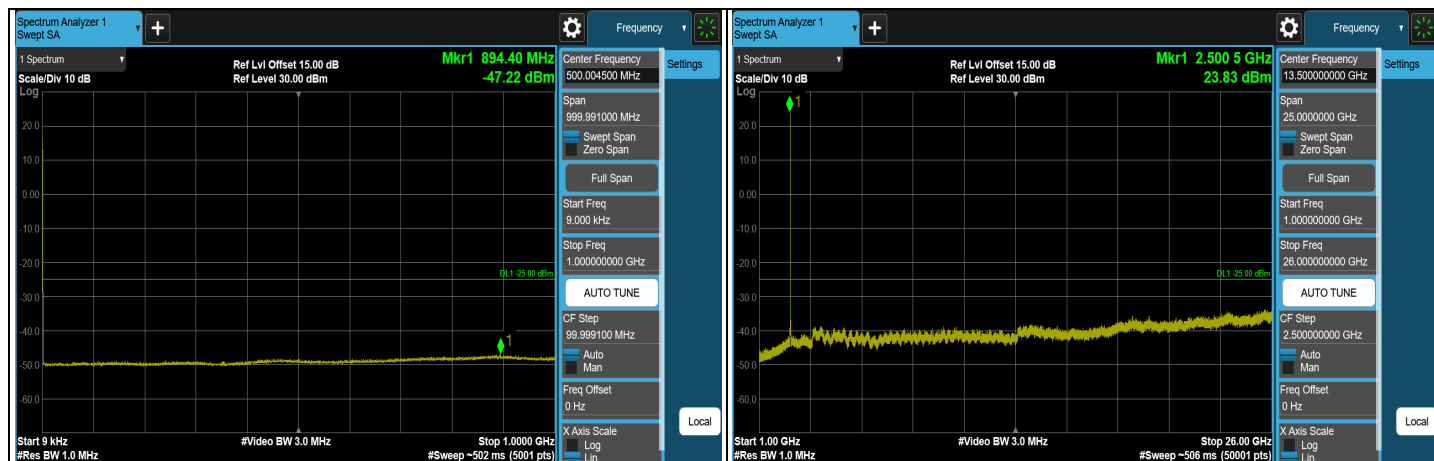 Spectrum Analyzer 1
Swept SA
+
Frequency
1 Spectrum
Ref Lvl Offset 15.00 dB
Mkr1 894.40 MHz
Scale/Div 10 dB
Ref Level 30.00 dBm
-47.22 dBm
Log
20.0
10.0
0.00
-10.0
-20.0
-30.0
-40.0
-50.0
-60.0
DL1 -25.00 dBm
1
Start 9 kHz
#Video BW 3.0 MHz
Stop 1.0000 GHz
#Res BW 1.0 MHz
#Sweep ~502 ms (5001 pts)
Center Frequency
500.004500 MHz
Settings
Span
999.991000 MHz
Swept Span
Zero Span
Full Span
Start Freq
9.000 kHz
Stop Freq
1.000000000 GHz
AUTO TUNE
CF Step
99.999100 MHz
Auto
Man
Freq Offset
0 Hz
X Axis Scale
Log
Lin
Local
Spectrum Analyzer 1
Swept SA
+
Frequency
1 Spectrum
Ref Lvl Offset 15.00 dB
Mkr1 2.500 5 GHz
Scale/Div 10 dB
Ref Level 30.00 dBm
23.83 dBm
Log
1
20.0
10.0
0.00
-10.0
-20.0
-30.0
-40.0
-50.0
-60.0
DL1 -25.00 dBm
Start 1.00 GHz
#Video BW 3.0 MHz
Stop 26.00 GHz
#Res BW 1.0 MHz
#Sweep ~506 ms (50001 pts)
Center Frequency
13.500000000 GHz
Settings
Span
25.0000000 GHz
Swept Span
Zero Span
Full Span
Start Freq
1.000000000 GHz
Stop Freq
26.000000000 GHz
AUTO TUNE
CF Step
2.500000000 GHz
Auto
Man
Freq Offset
0 Hz
X Axis Scale
Log
Lin
Local